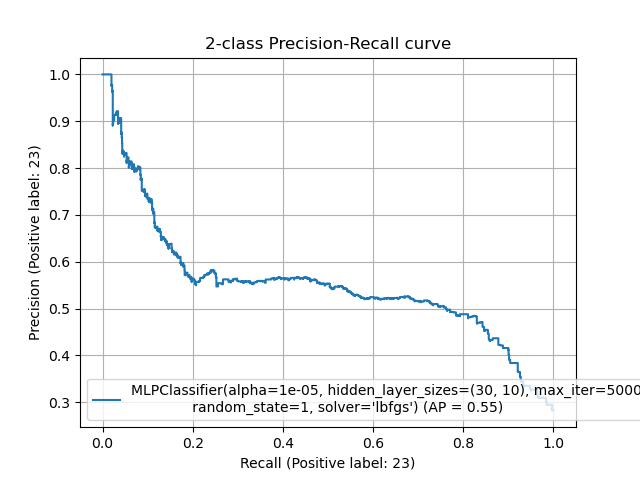 2-class Precision-Recall curve
1.0
0.9
0.8
0.7
0.6
0.5
0.4
0.3
Precision (Positive label: 23)
MLPClassifier(alpha=1e-05, hidden_layer_sizes=(30, 10), max_iter=5000
random_state=1, solver='lbfgs') (AP = 0.55)
0.0 0.2 0.4 0.6 0.8 1.0
Recall (Positive label: 23)